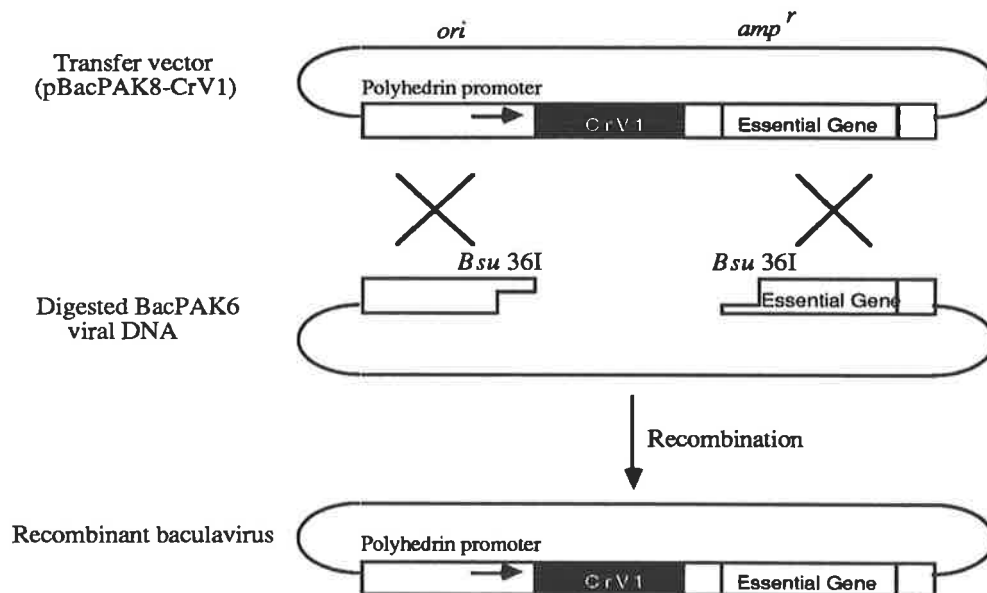 ori
amp r
Transfer vector
(pBacPAK8-CrV1)
Polyhedrin promoter
CrV1
Essential Gene
Bsu 36I
Bsu 36I
Digested BacPAK6
viral DNA
Essential Gene
Recombination
Recombinant baculavirus
Polyhedrin promoter
CrV1
Essential Gene